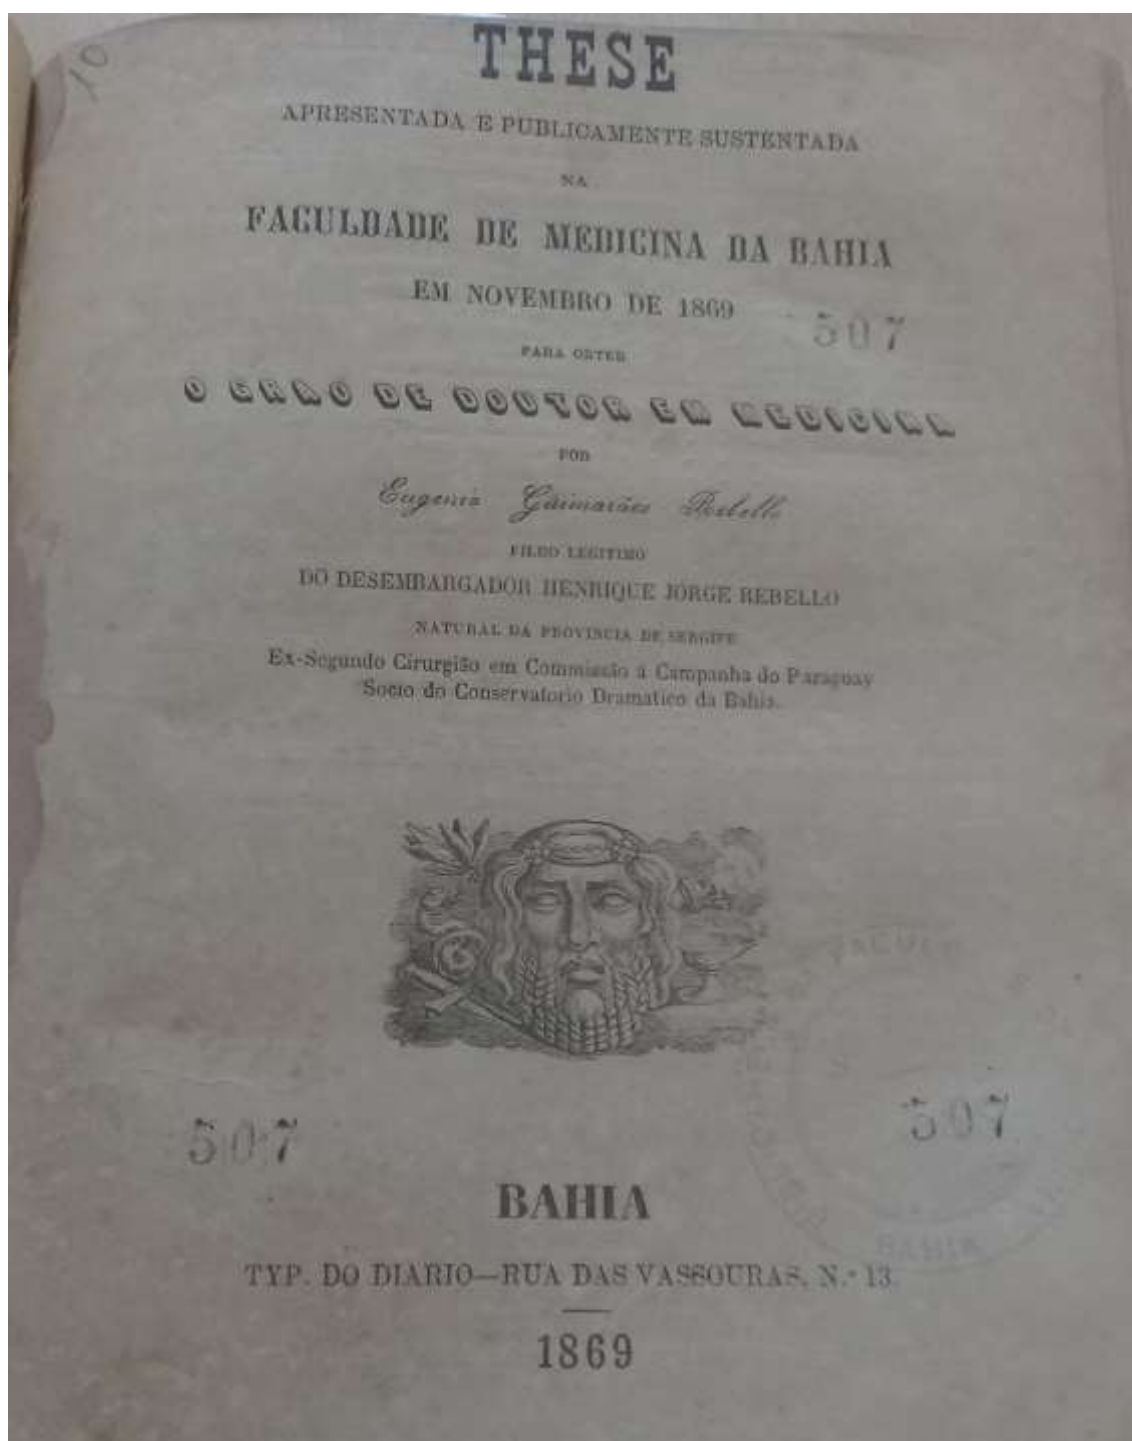 10
THESE
APRESENTADA E PUBLICAMENTE SUSTENTADA
NA
FACULDADE DE MEDICINA DA BAHIA
EM NOVEMBRO DE 1869
507
PARA OBTER
O GRAO DE DOUTOR EM MEDICINA
POR
Eugenio Guimarães Rebello
FILHO LEGITIMO
DO DESEMBARGADOR HENRIQUE JORGE REBELLO
NATURAL DA PROVINCIA DE SERGIPE
Ex-Segundo Cirurgião em Commissão á Campanha do Paraguay
Socio do Conservatorio Dramatico da Bahia.
507
507
BAHIA
BAHIA
TYP. DO DIARIO—RUA DAS VASSOURAS, N.º 13
1869